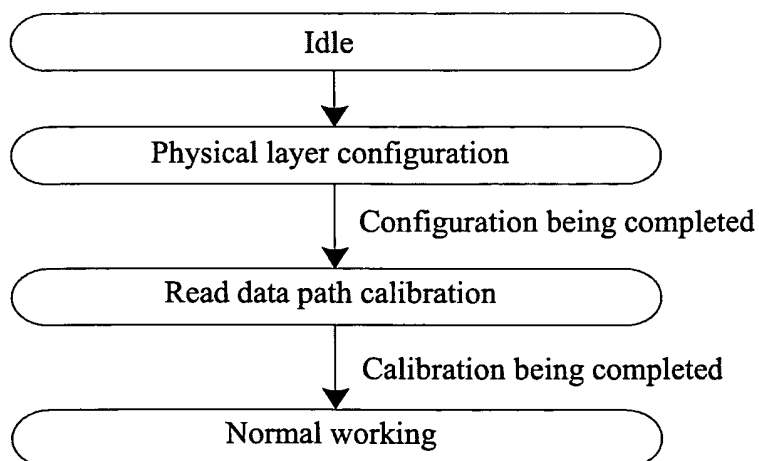 Idle
Physical layer configuration
Configuration being completed
Read data path calibration
Calibration being completed
Normal working